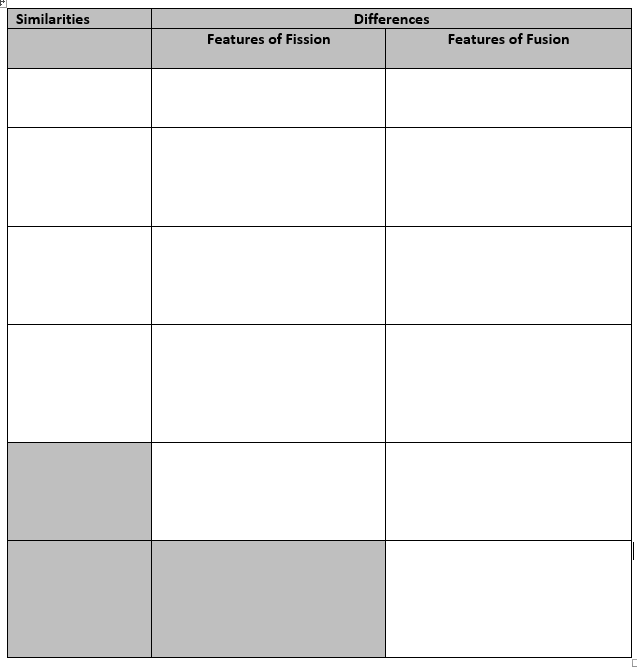 Similarities
Differences
Features of Fission
Features of Fusion